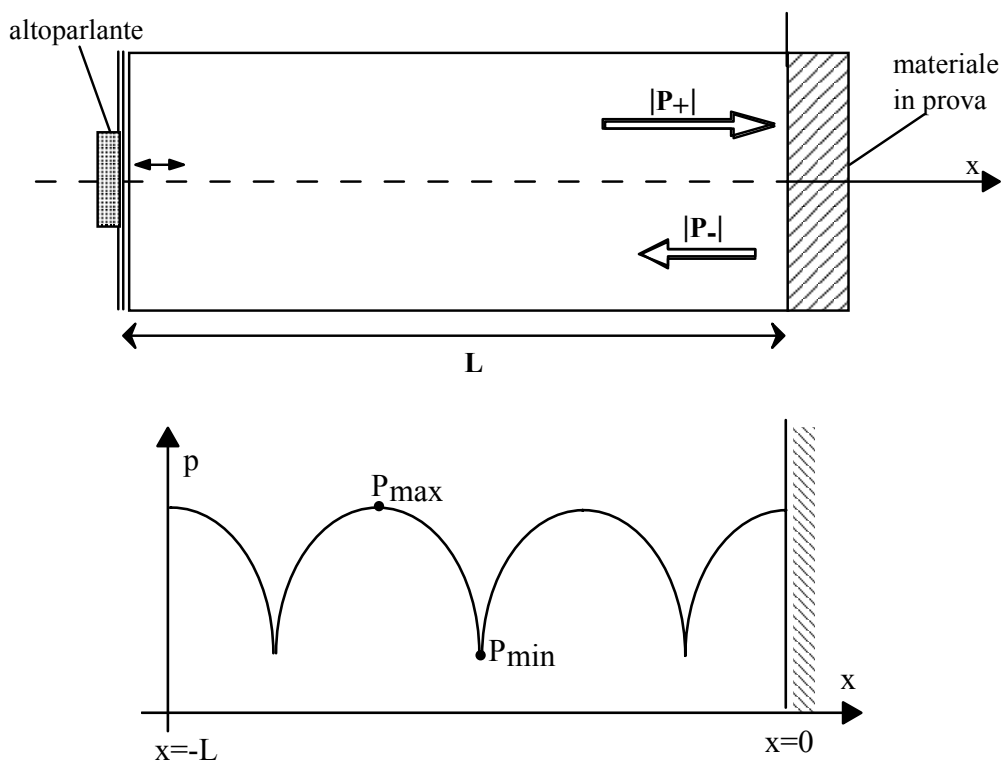 altoparlante
materiale
in prova
|P+|
x
|P-|
L
p
Pmax
Pmin
x
x=-L
x=0